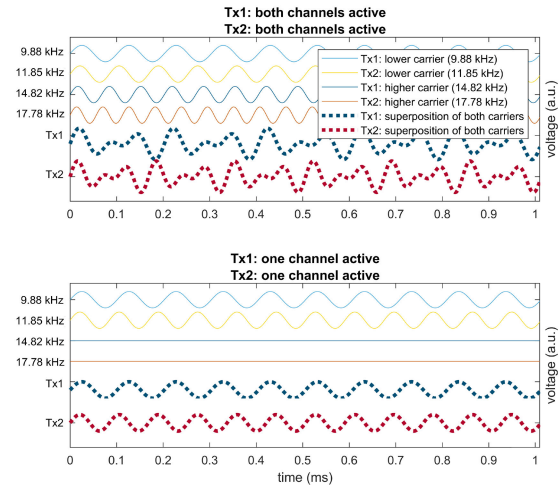 Tx1: both channels active
Tx2: both channels active
9.88 kHz
11.85 kHz
14.82 kHz
17.78 kHz
Tx1
Tx2
Tx1: lower carrier (9.88 kHz)
Tx2: lower carrier (11.85 kHz)
Tx1: higher carrier (14.82 kHz)
Tx2: higher carrier (17.78 kHz)
Tx1: superposition of both carriers
Tx2: superposition of both carriers
voltage (a.u.)
0 0.1 0.2 0.3 0.4 0.5 0.6 0.7 0.8 0.9 1
Tx1: one channel active
Tx2: one channel active
9.88 kHz
11.85 kHz
14.82 kHz
17.78 kHz
Tx1
Tx2
voltage (a.u.)
0 0.1 0.2 0.3 0.4 0.5 0.6 0.7 0.8 0.9 1
time (ms)